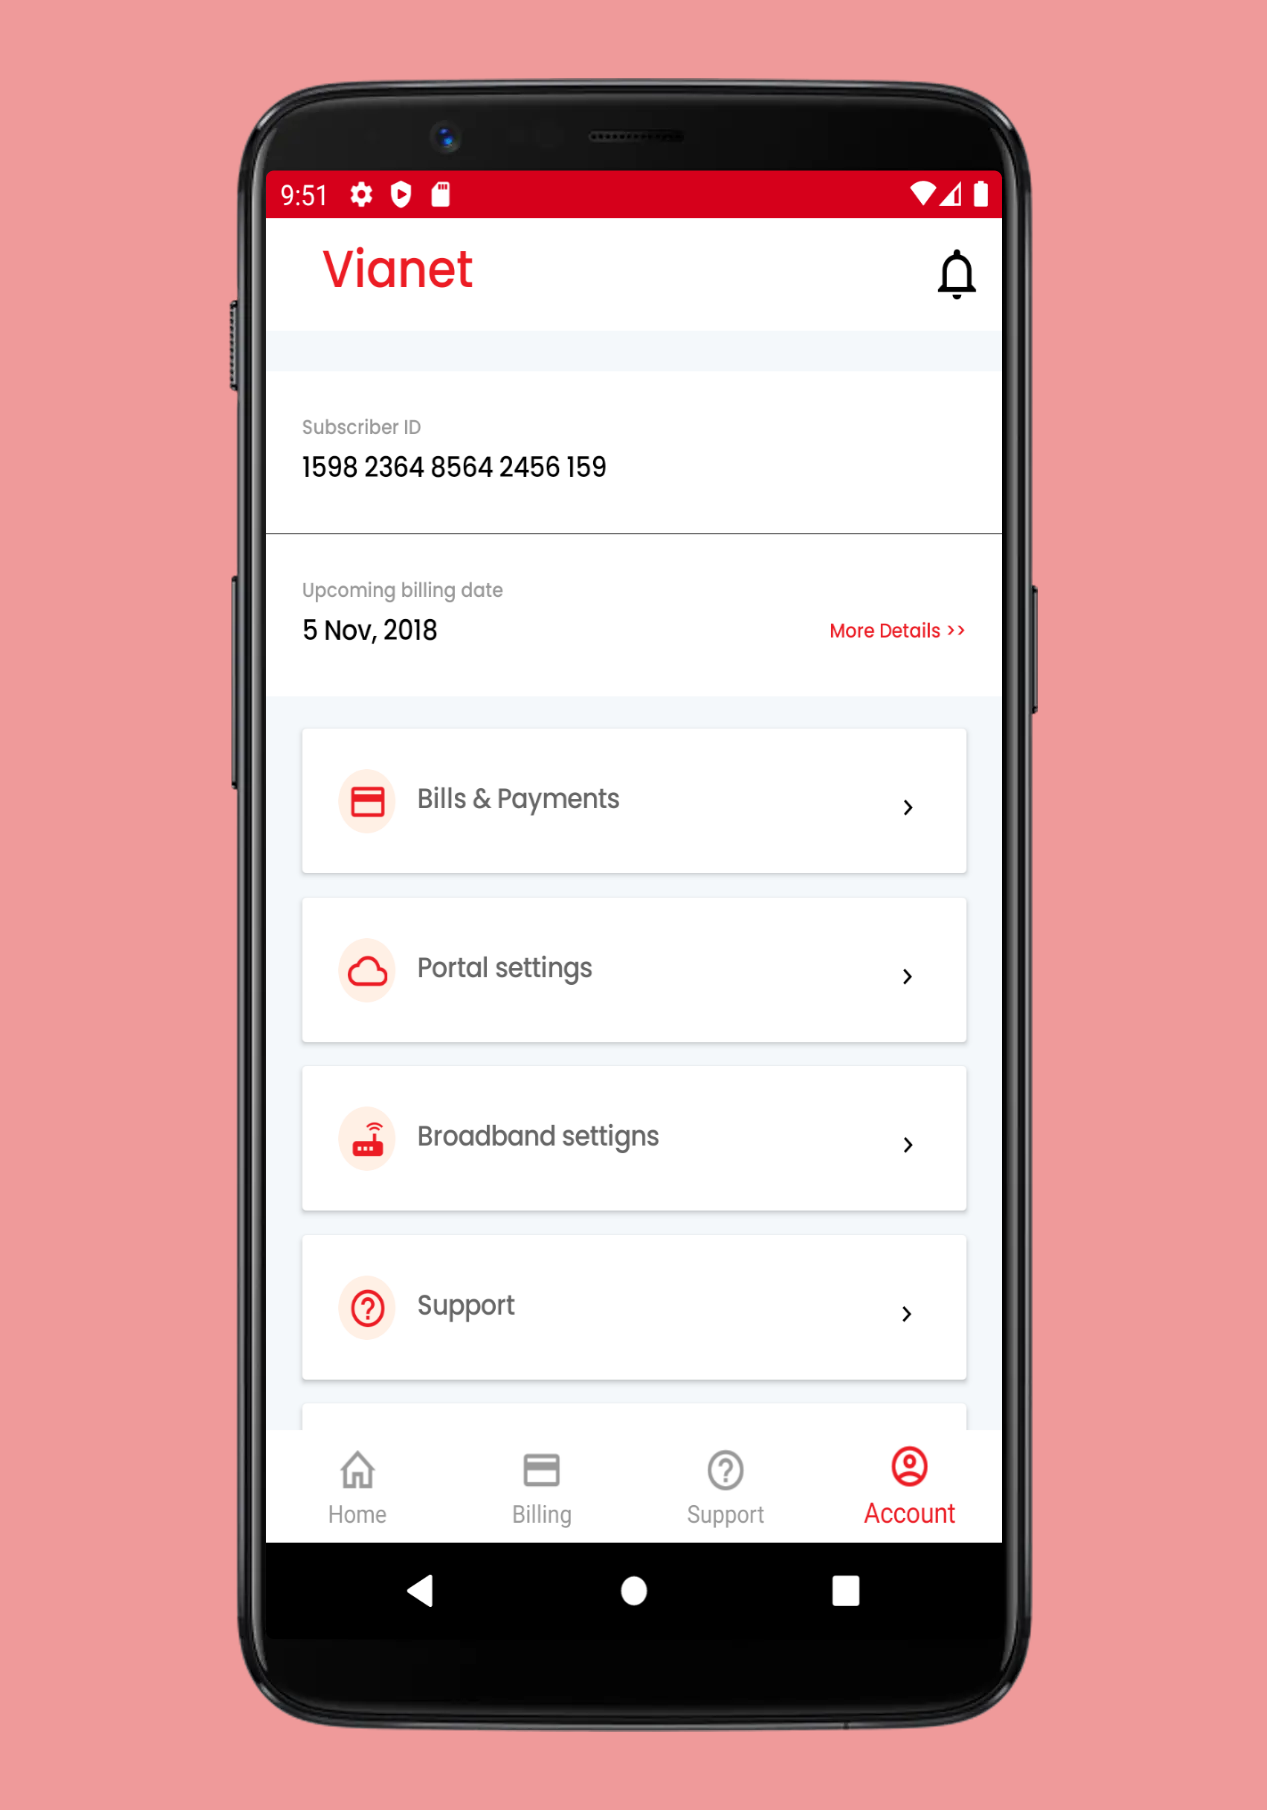 9:51
Vianet
Subscriber ID
1598 2364 8564 2456 159
Upcoming billing date
5 Nov, 2018
More Details >>
Bills & Payments
Portal settings
Broadband settigns
Support
Home
Billing
Support
Account